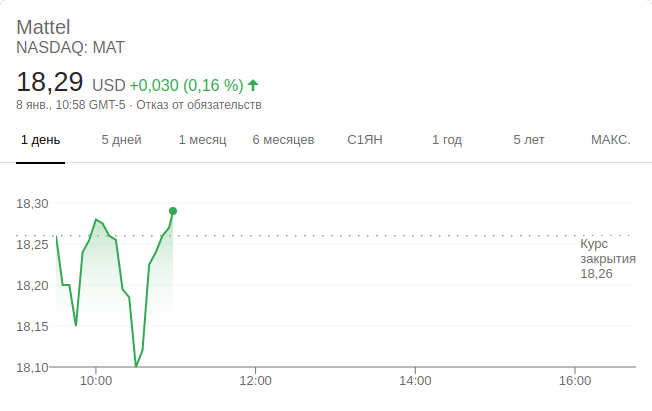 Mattel
NASDAQ: MAT
18,29 USD +0,030 (0,16 %)
8 янв., 10:58 GMT-5 · Отказ от обязательств
1 день 5 дней 1 месяц 6 месяцев С1ЯН 1 год 5 лет МАКС.
18,30
18,25
18,20
18,15
18,10
Курс
закрытия
18,26
10:00 12:00 14:00 16:00